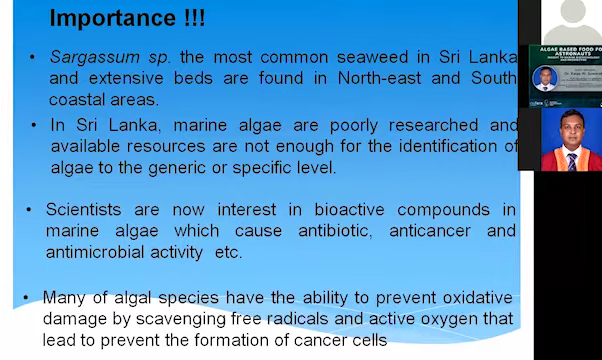 Importance !!!
• Sargassum sp. the most common seaweed in Sri Lanka
and extensive beds are found in North-east and South
coastal areas.
• In Sri Lanka, marine algae are poorly researched and
available resources are not enough for the identification of
algae to the generic or specific level.
• Scientists are now interest in bioactive compounds in
marine algae which cause antibiotic, anticancer and
antimicrobial activity etc.
• Many of algal species have the ability to prevent oxidative
damage by scavenging free radicals and active oxygen that
lead to prevent the formation of cancer cells
ALGAE BASED FOOD FOR
ASTRONAUTS